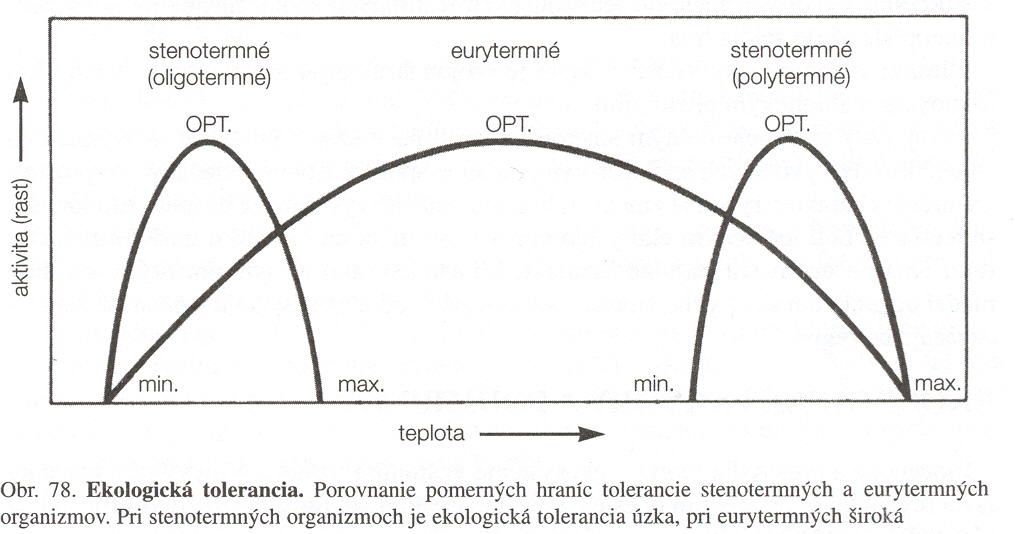 stenotermné
(oligotermné)
eurytermné
stenotermné
(polytermné)
OPT.
OPT.
OPT.
aktivita (rast)
min.
max.
min.
max.
teplota
Obr. 78. Ekologická tolerancia. Porovnanie pomerných hraníc tolerancie stenotermných a eurytermných
organizmov. Pri stenotermných organizmoch je ekologická tolerancia úzka, pri eurytermných široká